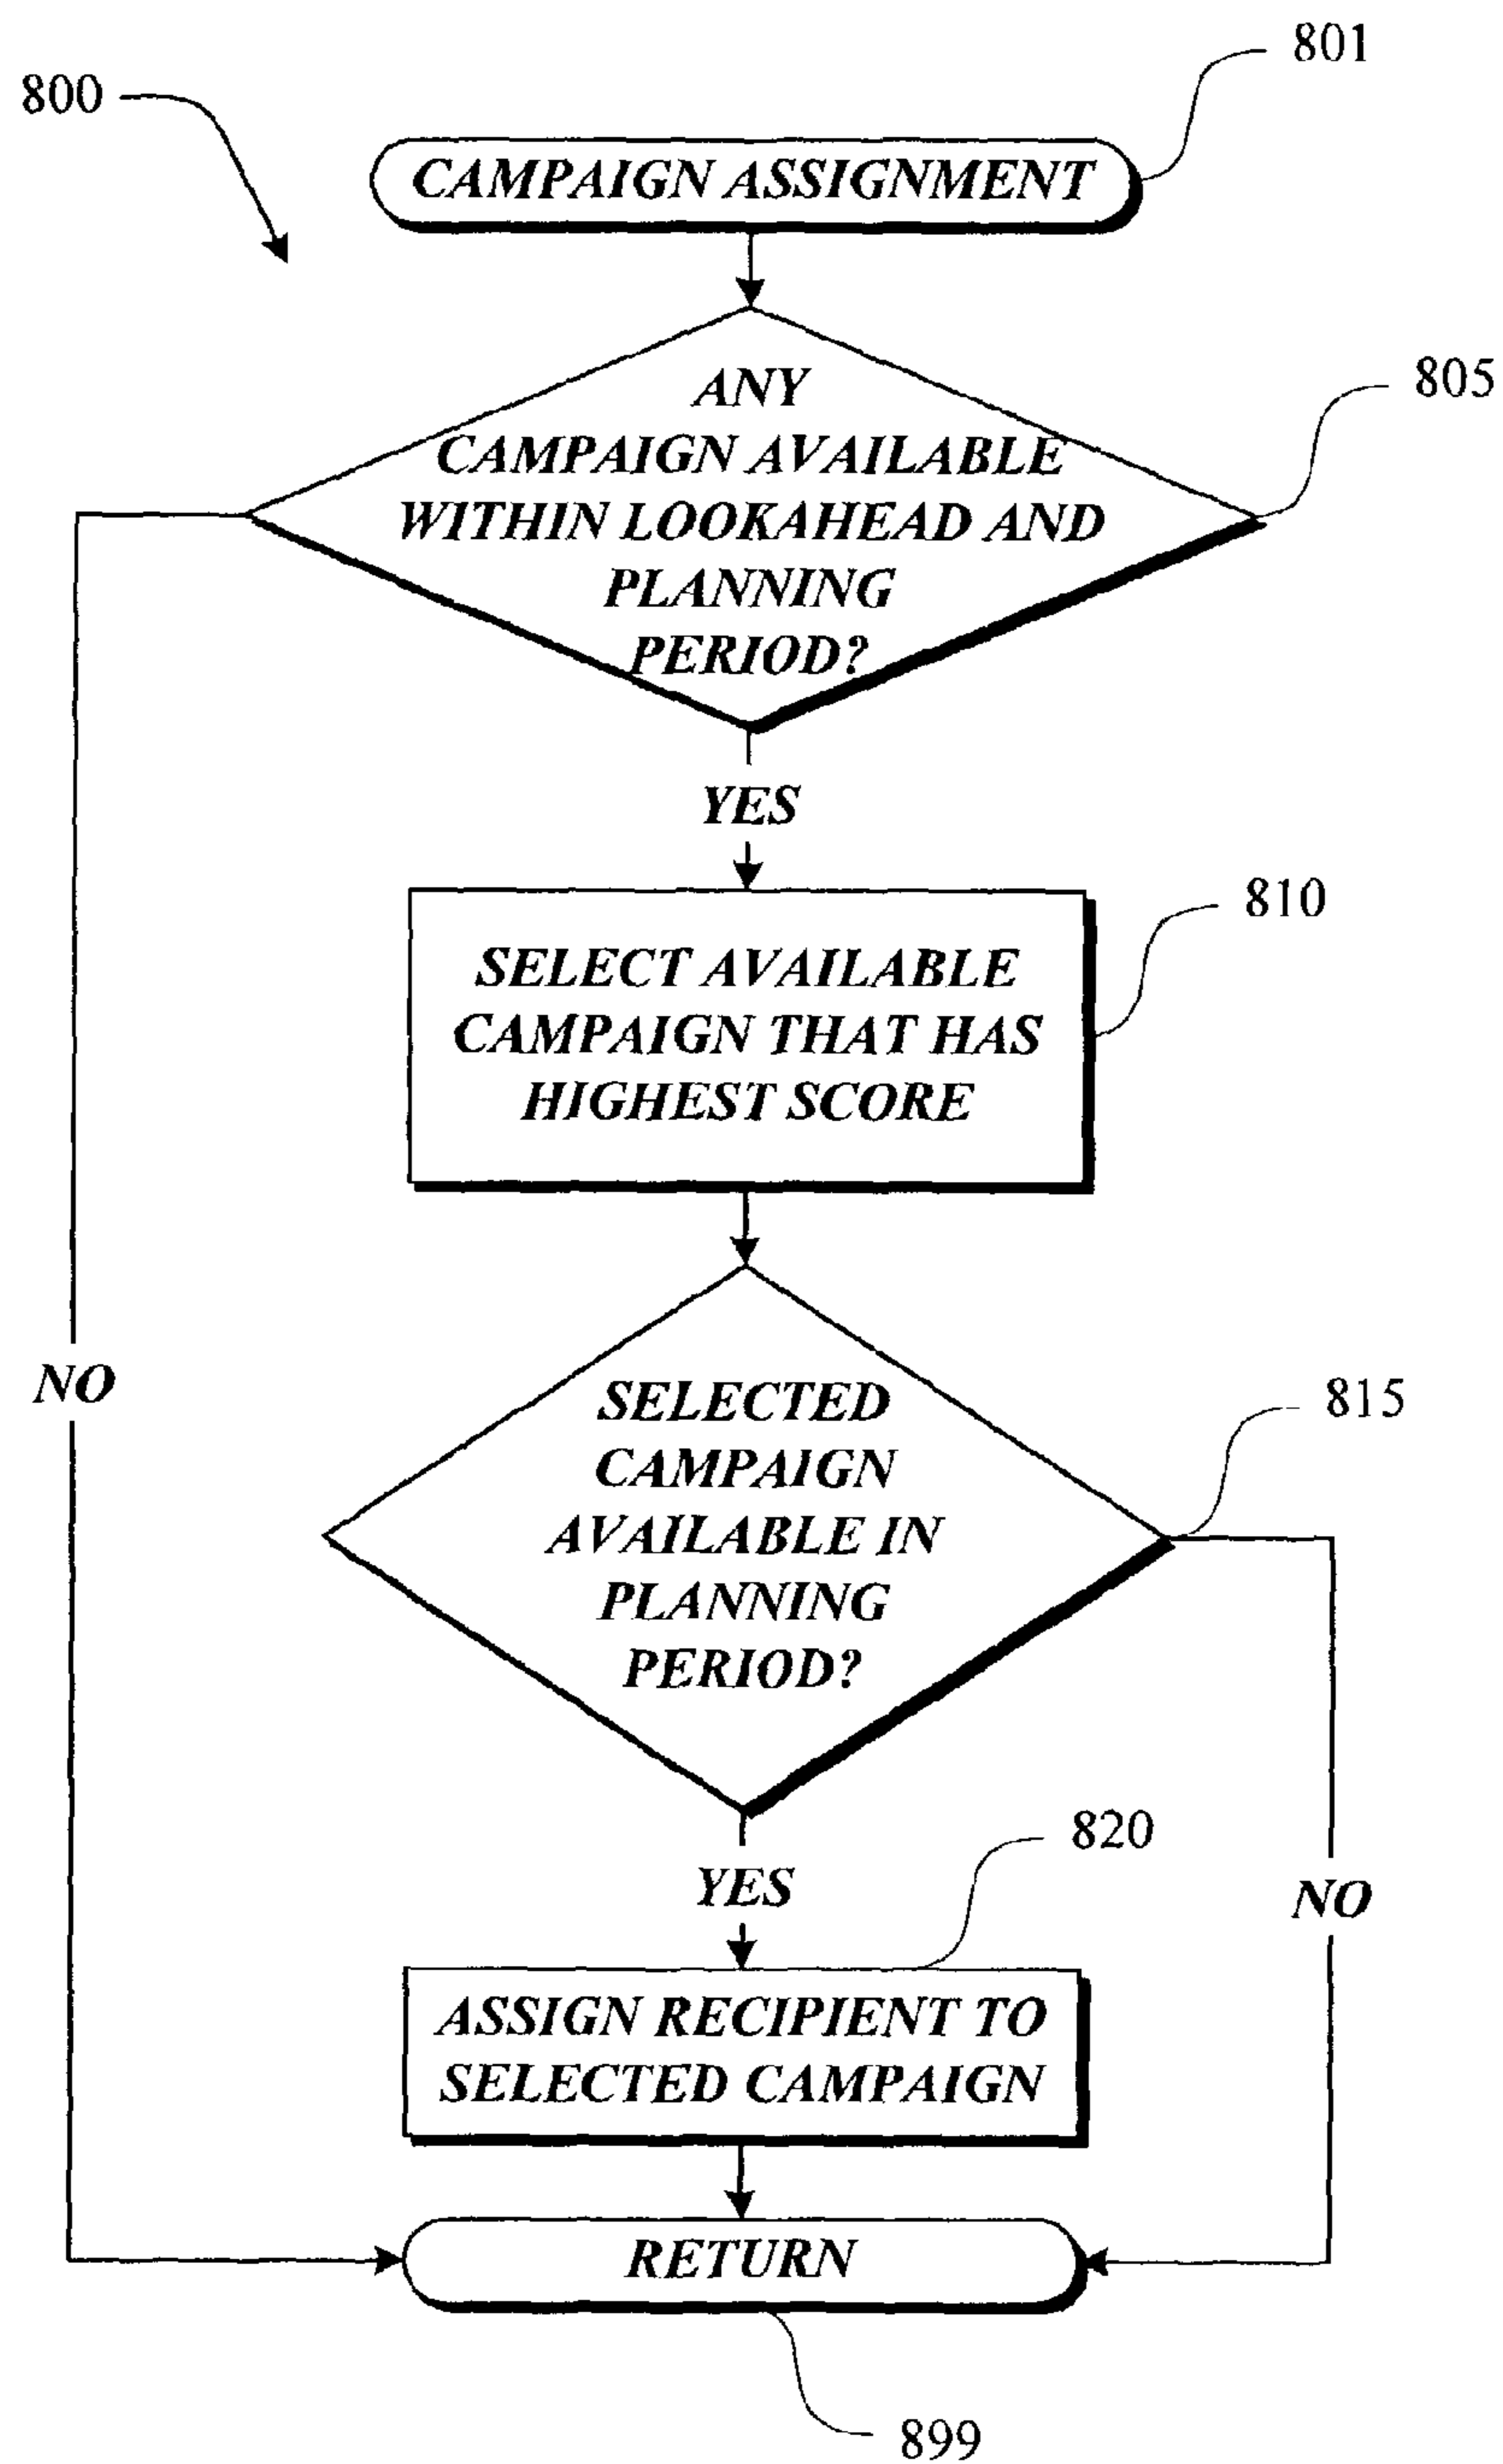 801
800
CAMPAIGN ASSIGNMENT
805
ANY
CAMPAIGN AVAILABLE
WITHIN LOOKAHEAD AND
PLANNING
PERIOD?
YES
810
SELECT AVAILABLE
CAMPAIGN THAT HAS
HIGHEST SCORE
NO
815
SELECTED
CAMPAIGN
AVAILABLE IN
PLANNING
PERIOD?
820
YES
NO
ASSIGN RECIPIENT TO
SELECTED CAMPAIGN
RETURN
899